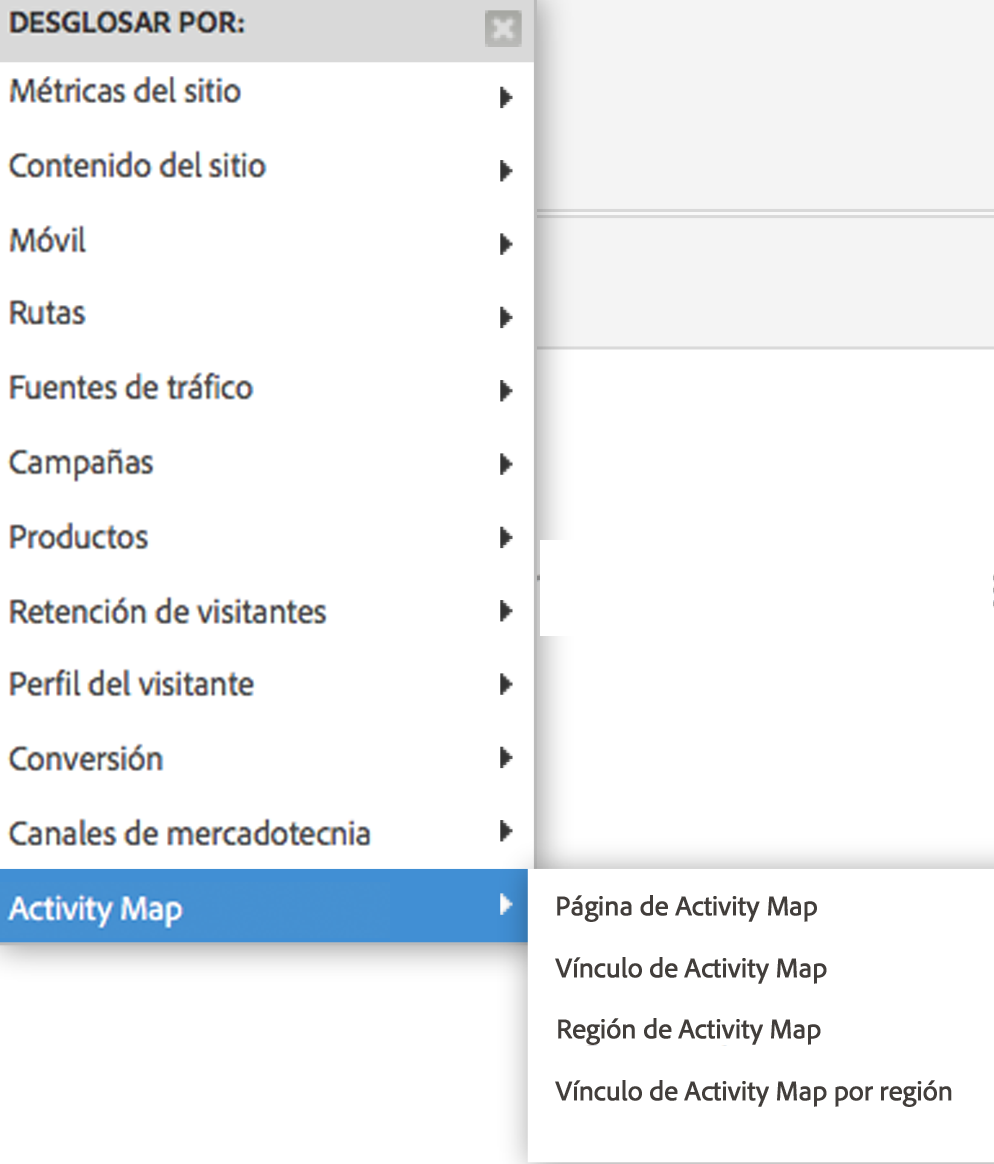 DESGLOSAR POR:
Métricas del sitio
Contenido del sitio
Móvil
Rutas
Fuentes de tráfico
Campañas
Productos
Retención de visitantes
Perfil del visitante
Conversión
Canales de mercadotecnia
Activity Map
Página de Activity Map
Vínculo de Activity Map
Región de Activity Map
Vínculo de Activity Map por región